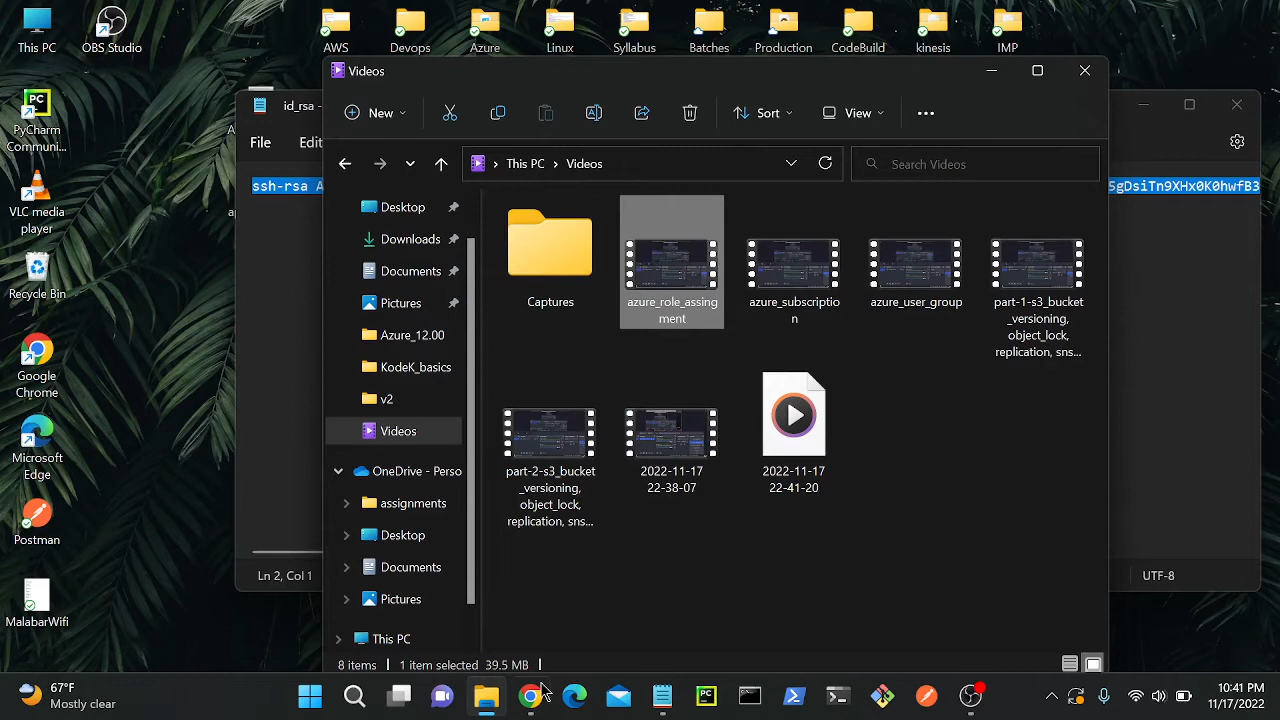 This PC
OBS Studio
AWS
Devops
Azure
Linux
Syllabus
Batches
Production
CodeBuild
kinesis
IMP
PyCharm
Communi...
VLC media
player
Recycle Bin
Google
Chrome
Microsoft
Edge
Postman
MalabarWifi
id_rsa -
File
Edit
ssh-rsa A
5gDsiTn9XHx0K0hwfB3
Ln 2, Col 1
UTF-8
Videos
New
Sort
View
This PC > Videos
Search Videos
Desktop
Downloads
Documents
Pictures
Azure_12.00
KodeK_basics
v2
Videos
OneDrive - Perso
assignments
Desktop
Documents
Pictures
This PC
Captures
azure_role_assing
ment
azure_subscriptio
n
azure_user_group
part-1-s3_bucket
_versioning,
object_lock,
replication, sns...
part-2-s3_bucket
_versioning,
object_lock,
replication, sns...
2022-11-17
22-38-07
2022-11-17
22-41-20
8 items
1 item selected 39.5 MB
67°F
Mostly clear
10:41 PM
11/17/2022